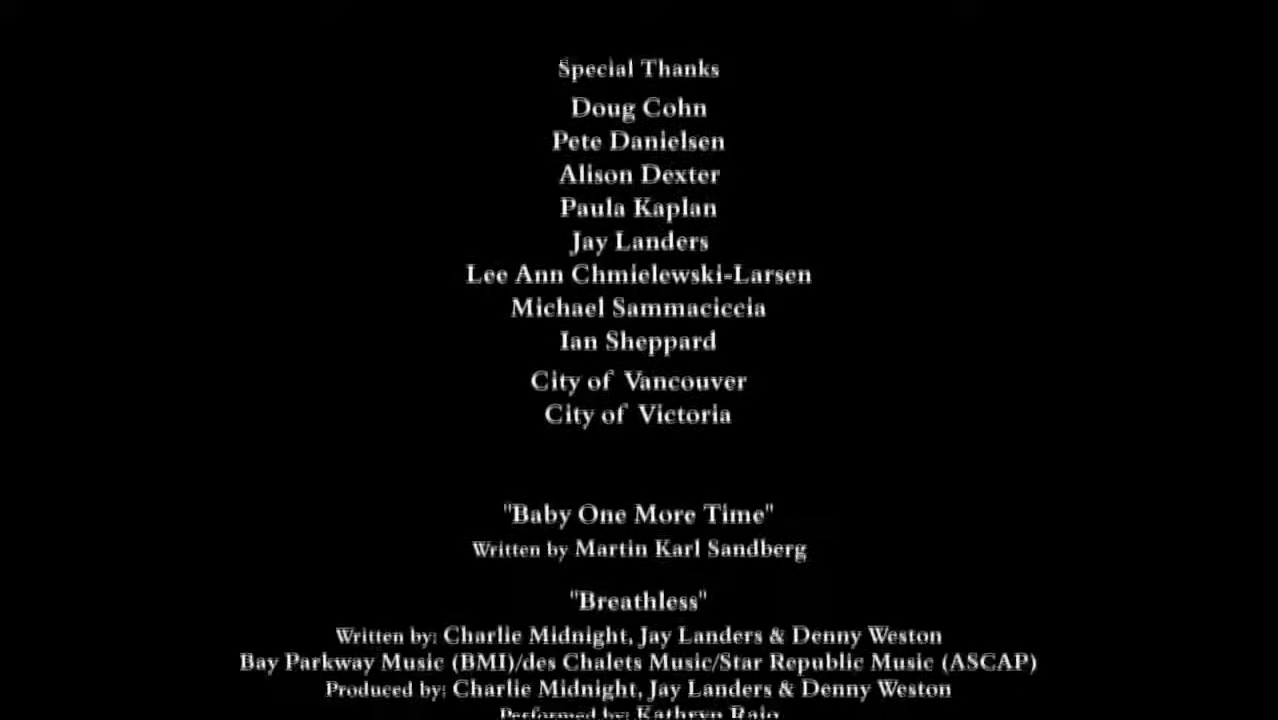 Special Thanks
Doug Cohn
Pete Danielsen
Alison Dexter
Paula Kaplan
Jay Landers
Lee Ann Chmielewski-Larsen
Michael Sammaciccia
Ian Sheppard
City of Vancouver
City of Victoria
"Baby One More Time"
Written by Martin Karl Sandberg
"Breathless"
Written by: Charlie Midnight, Jay Landers & Denny Weston
Bay Parkway Music (BMI)/des Chalets Music/Star Republic Music (ASCAP)
Produced by: Charlie Midnight, Jay Landers & Denny Weston
Performed by: Kathryn